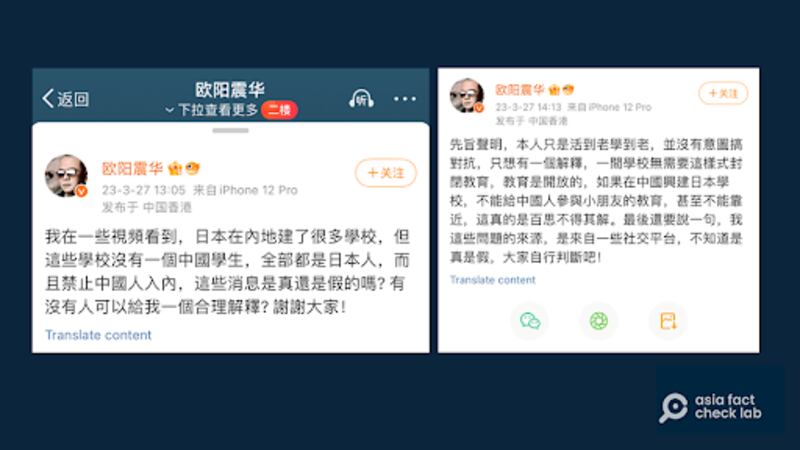 返回
欧阳震华
下拉查看更多 二楼
听
欧阳震华
23-3-27 13:05 来自 iPhone 12 Pro
发布于 中国香港
+关注
我在一些視頻看到，日本在內地建了很多學校，但
這些學校沒有一個中國學生，全部都是日本人，而
且禁止中國人入內，這些消息是真還是假的嗎？有
沒有人可以給我一個合理解釋？謝謝大家！
Translate content
欧阳震华
23-3-27 14:13 来自 iPhone 12 Pro
发布于 中国香港
+关注
先旨聲明，本人只是活到老學到老，並沒有意圖搞
對抗，只想有一個解釋，一間學校無需要這樣式封
閉教育，教育是開放的，如果在中國興建日本學
校，不能給中國人參與小朋友的教育，甚至不能靠
近，這真的是百思不得其解。最後還要說一句，我
這些問題的來源，是來自一些社交平台，不知道是
真是假，大家自行判斷吧！
Translate content
asia fact
check lab